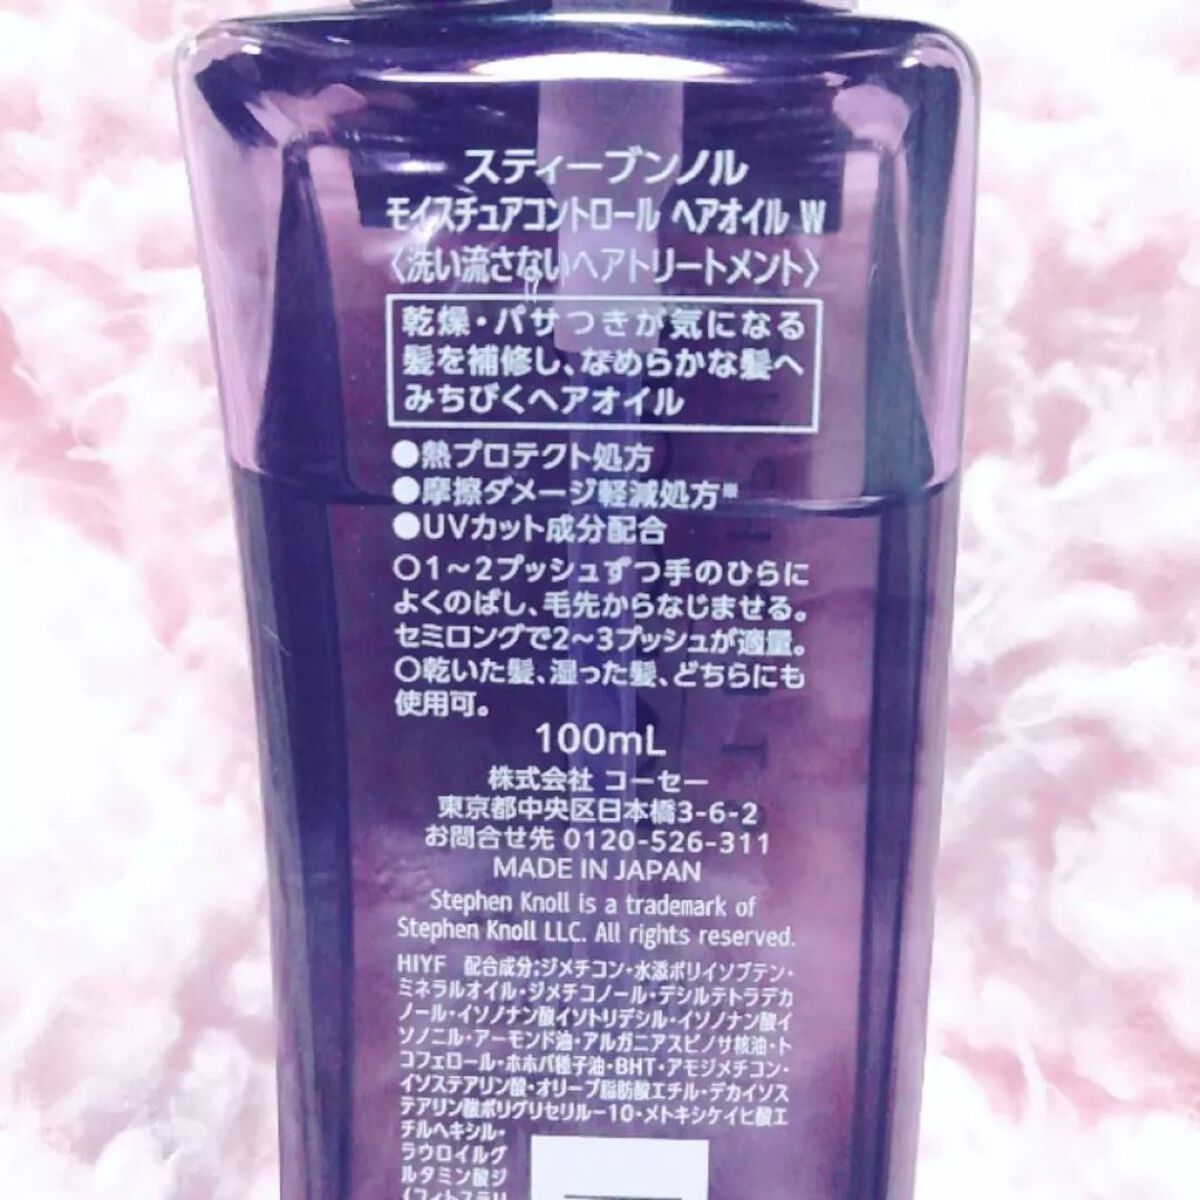 スティーブンノル
モイスチュアコントロール ヘアオイル W
〈洗い流さないヘアトリートメント〉
乾燥・パサつきが気になる
髪を補修し、なめらかな髪へ
みちびくヘアオイル
●熱プロテクト処方
●摩擦ダメージ軽減処方※
●UVカット成分配合
○1～2プッシュずつ手のひらに
よくのばし、毛先からなじませる。
セミロングで2～3プッシュが適量。
○乾いた髪、湿った髪、どちらにも
使用可。
100mL
株式会社 コーセー
東京都中央区日本橋3-6-2
お問合せ先 0120-526-311
MADE IN JAPAN
Stephen Knoll is a trademark of
Stephen Knoll LLC. All rights reserved.
HIYF 配合成分：ジメチコン・水添ポリイソブテン・
ミネラルオイル・ジメチコノール・デシルテトラデカ
ノール・イソノナン酸イソトリデシル・イソノナン酸イ
ソノニル・アーモンド油・アルガニアスピノサ核油・ト
コフェロール・ホホバ種子油・BHT・アモジメチコン・
イソステアリン酸・オリーブ脂肪酸エチル・デカイソス
テアリン酸ポリグリセリル－10・メトキシケイヒ酸エ
チルヘキシル・
ラウロイルグ
ルタミン酸ジ
（フィトステリ